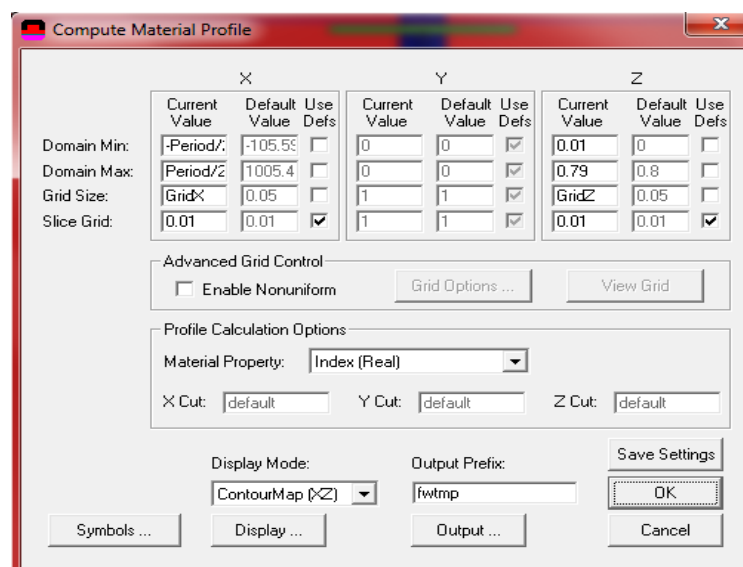 Compute Material Profile
X Y Z
Current Value Default Value Use Defs Current Value Default Value Use Defs Current Value Default Value Use Defs
Domain Min: -Period/2 -105.59 0 0 0.01 0
Domain Max: Period/2 1005.4 0 0 0.79 0.8
Grid Size: GridX 0.05 1 1 GridZ 0.05
Slice Grid: 0.01 0.01 1 1 0.01 0.01
Advanced Grid Control
Enable Nonuniform Grid Options ... View Grid
Profile Calculation Options
Material Property: Index (Real)
X Cut: default Y Cut: default Z Cut: default
Display Mode: Output Prefix: Save Settings
ContourMap (XZ) fwtmp OK
Symbols ... Display ... Output ... Cancel